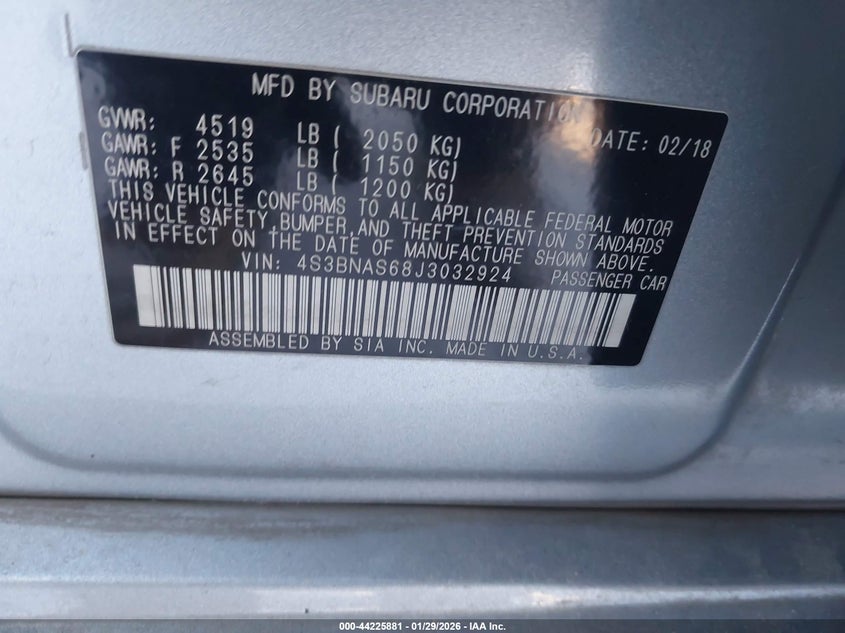 MFD BY SUBARU CORPORATION DATE: 02/18
GVWR: 4519 LB ( 2050 KG)
GAWR: F 2535 LB ( 1150 KG)
GAWR: R 2645 LB ( 1200 KG)
THIS VEHICLE CONFORMS TO ALL APPLICABLE FEDERAL MOTOR
VEHICLE SAFETY,BUMPER,AND THEFT PREVENTION STANDARDS
IN EFFECT ON THE DATE OF MANUFACTURE SHOWN ABOVE.
VIN: 4S3BNAS68J3032924 PASSENGER CAR
ASSEMBLED BY SIA INC. MADE IN U.S.A.
000-44225881 | 01/29/2026 - IAA Inc.